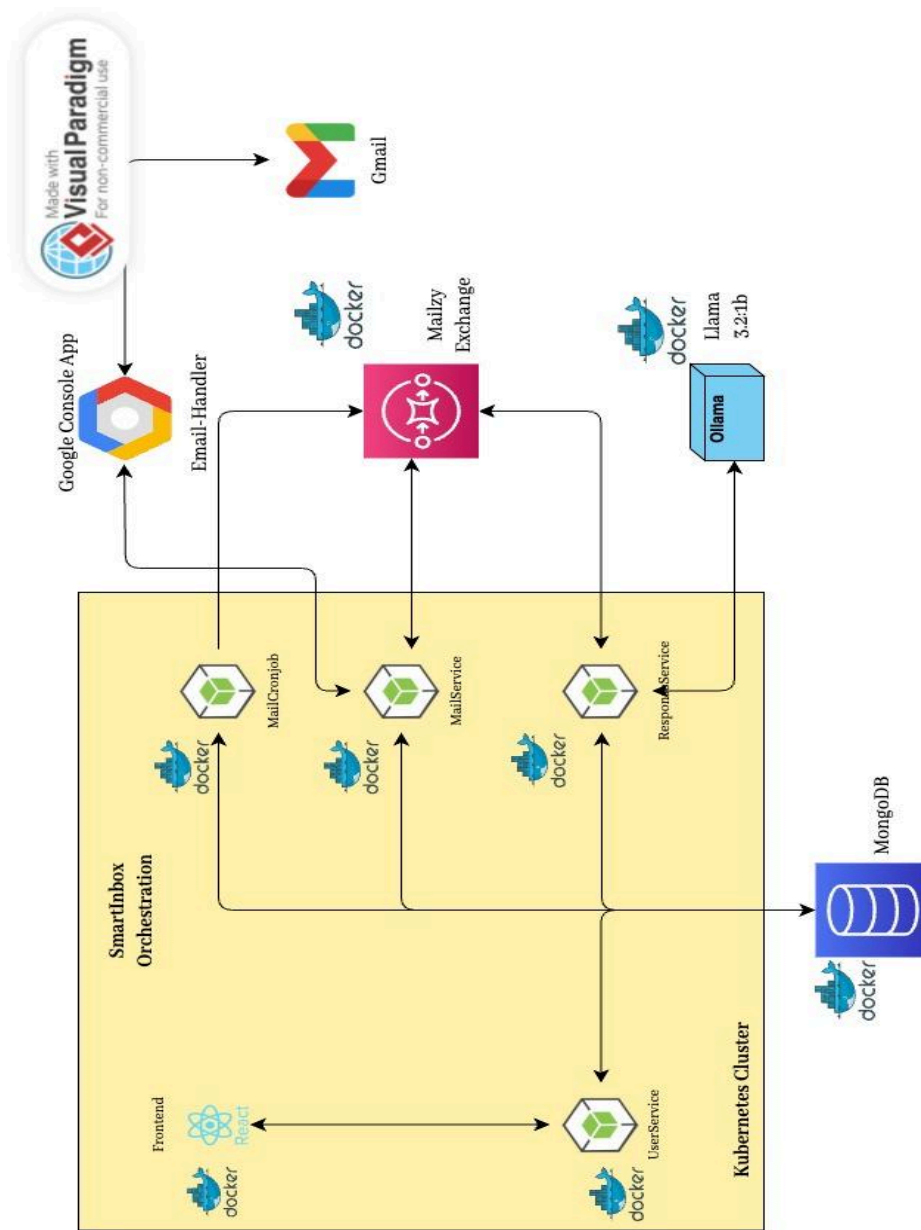 SmartInbox
Orchestration
Frontend
React
docker
UserService
docker
Kubernetes Cluster
MailCronjob
docker
MailService
docker
ResponseService
docker
MongoDB
docker
Google Console App
Email-Handler
Made with
VisualParadigm
For non-commercial use
Gmail
docker
Mailzy
Exchange
docker
Llama
3.2:1b
Ollama